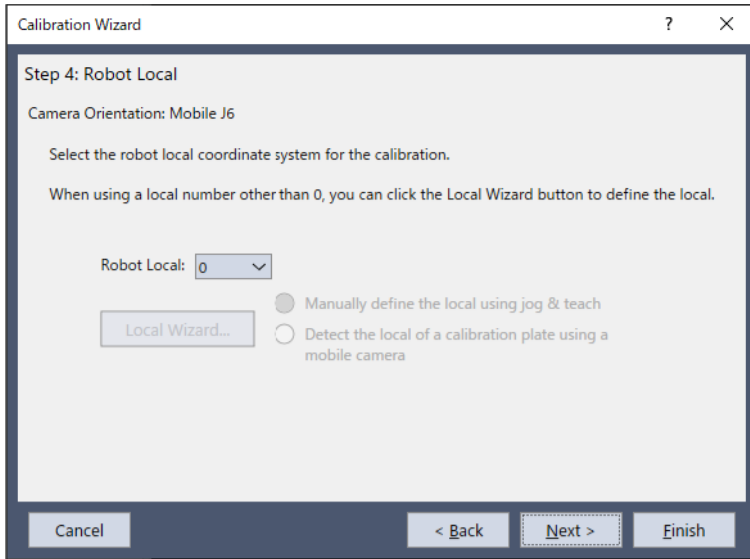 Calibration Wizard
?
Step 4: Robot Local
Camera Orientation: Mobile J6
Select the robot local coordinate system for the calibration.
When using a local number other than 0, you can click the Local Wizard button to define the local.
Robot Local: 0
Manually define the local using jog & teach
Local Wizard...
Detect the local of a calibration plate using a
mobile camera
Cancel
< Back
Next >
Finish